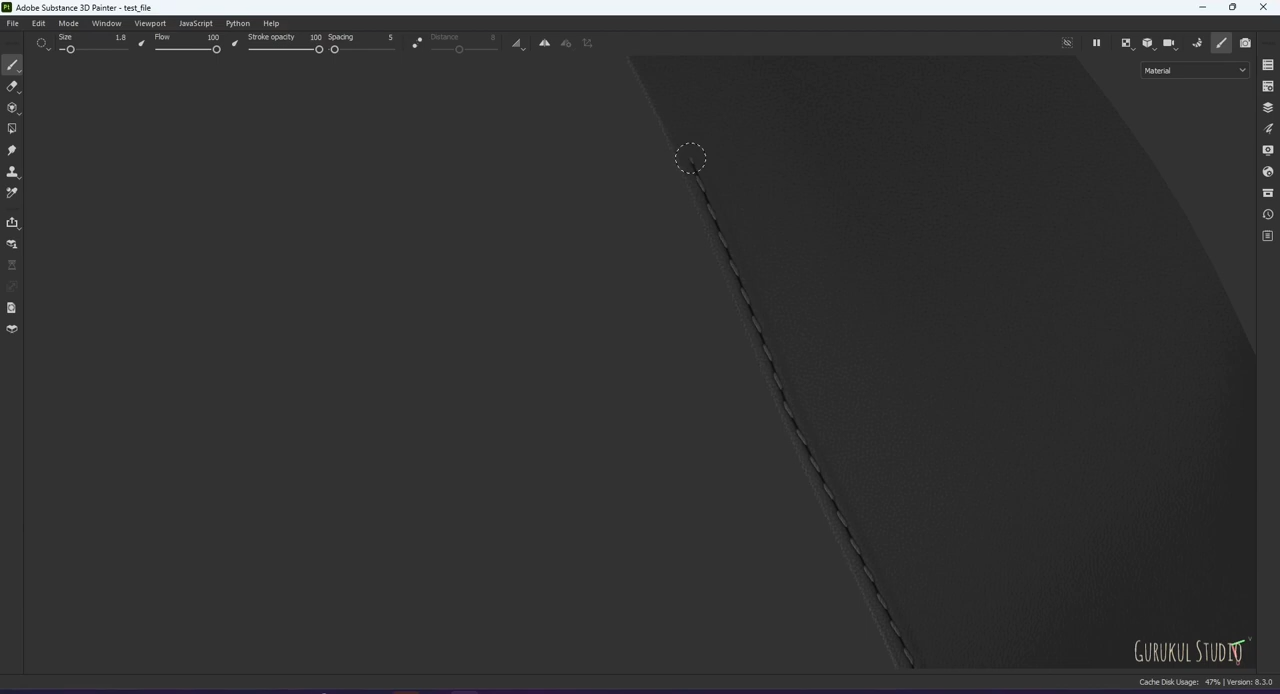 Adobe Substance 3D Painter - test_file
File Edit Mode Window Viewport JavaScript Python Help
Size 1.8 Flow 100 Stroke opacity 100 Spacing 5 Distance 8
Material
GURUKUL STUDIO
Cache Disk Usage: 47% | Version: 8.3.0